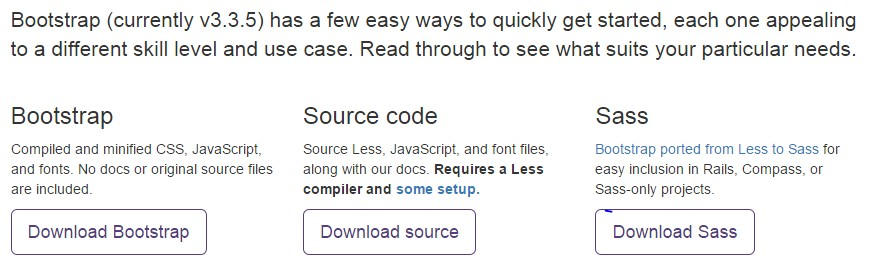 Bootstrap (currently v3.3.5) has a few easy ways to quickly get started, each one appealing
to a different skill level and use case. Read through to see what suits your particular needs.
Bootstrap
Compiled and minified CSS, JavaScript,
and fonts. No docs or original source files
are included.
Download Bootstrap
Source code
Source Less, JavaScript, and font files,
along with our docs. Requires a Less
compiler and some setup.
Download source
Sass
Bootstrap ported from Less to Sass for
easy inclusion in Rails, Compass, or
Sass-only projects.
Download Sass